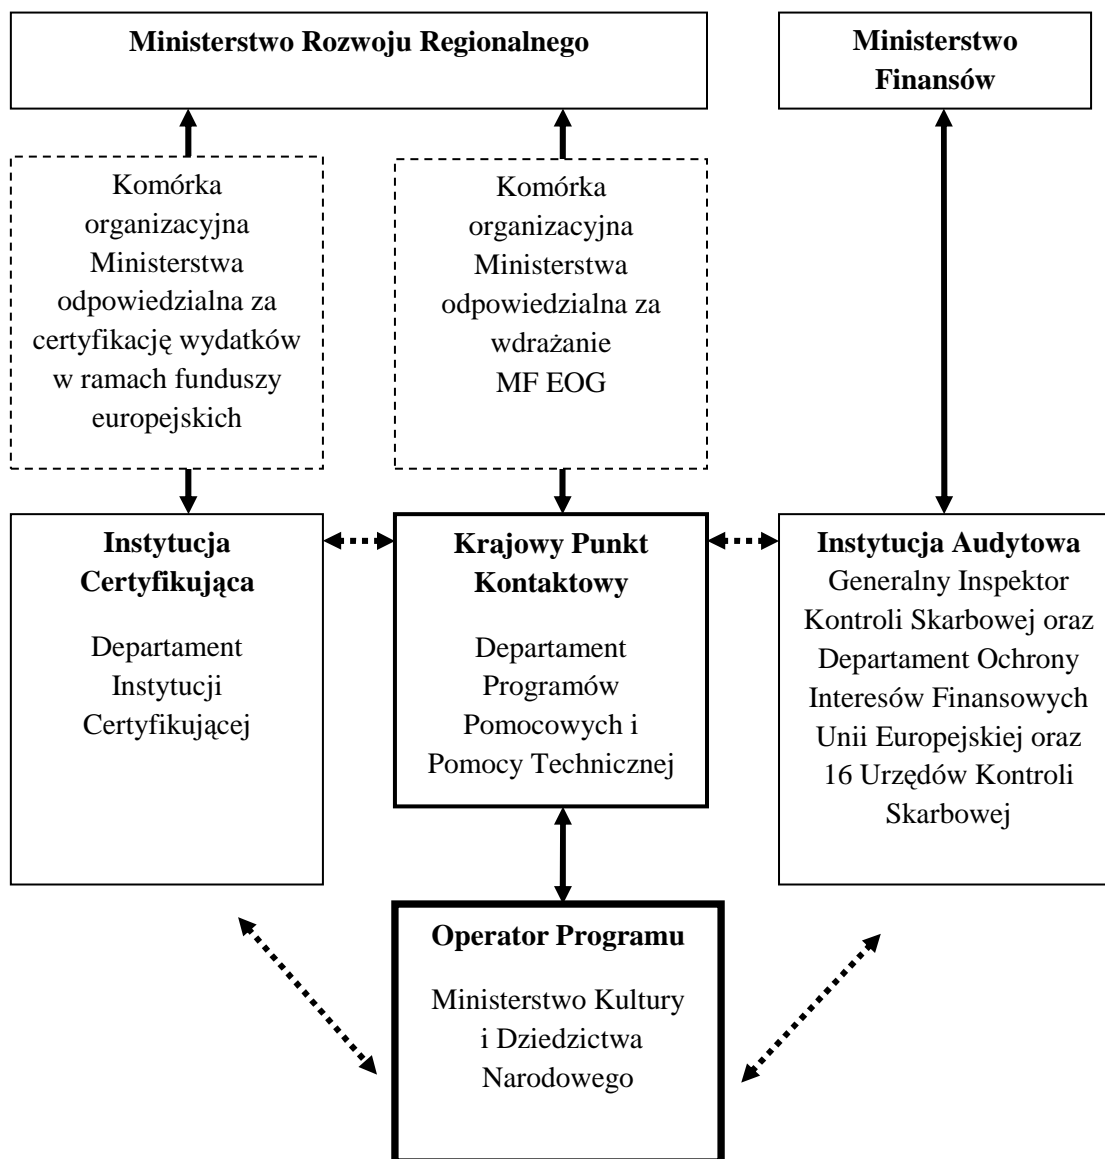 Ministerstwo Rozwoju Regionalnego
Ministerstwo
Finansów
Komórka
organizacyjna
Ministerstwa
odpowiedzialna za
certyfikację wydatków
w ramach funduszy
europejskich
Komórka
organizacyjna
Ministerstwa
odpowiedzialna za
wdrażanie
MF EOG
Instytucja
Certyfikująca
Departament
Instytucji
Certyfikującej
Krajowy Punkt
Kontaktowy
Departament
Programów
Pomocowych i
Pomocy Technicznej
Instytucja Audytowa
Generalny Inspektor
Kontroli Skarbowej oraz
Departament Ochrony
Interesów Finansowych
Unii Europejskiej oraz
16 Urzędów Kontroli
Skarbowej
Operator Programu
Ministerstwo Kultury
i Dziedzictwa
Narodowego